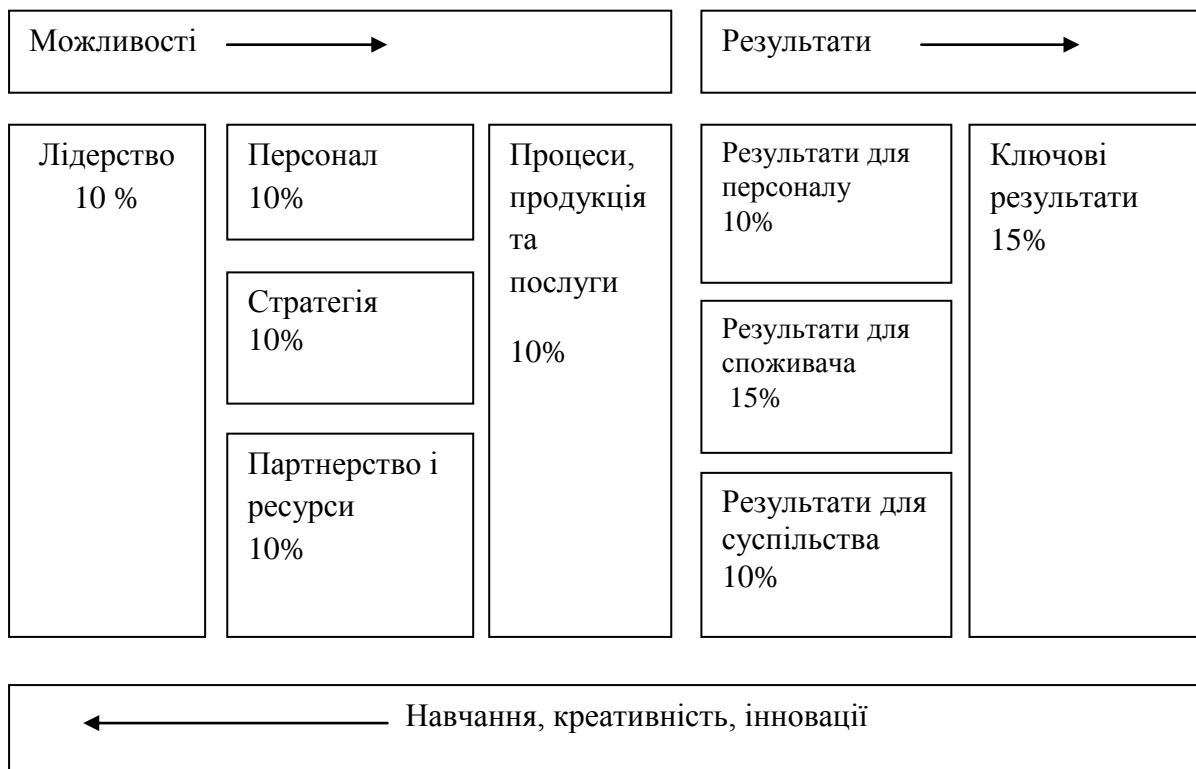 Можливості
Результати
Лідерство
10 %
Персонал
10%
Стратегія
10%
Партнерство і
ресурси
10%
Процеси,
продукція
та
послуги
10%
Результати для
персоналу
10%
Результати для
споживача
15%
Результати для
суспільства
10%
Ключові
результати
15%
Навчання, креативність, інновації